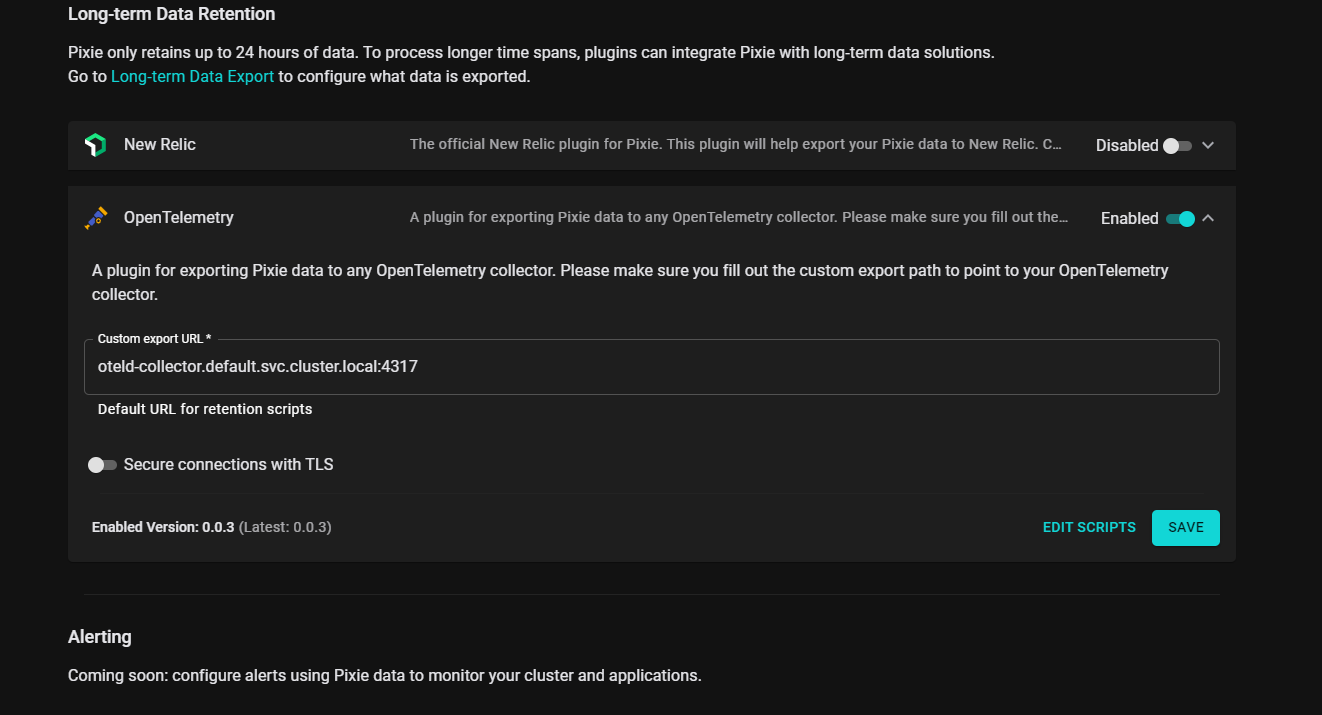 Long-term Data Retention
Pixie only retains up to 24 hours of data. To process longer time spans, plugins can integrate Pixie with long-term data solutions.
Go to Long-term Data Export to configure what data is exported.
New Relic
The official New Relic plugin for Pixie. This plugin will help export your Pixie data to New Relic. C...
Disabled
OpenTelemetry
A plugin for exporting Pixie data to any OpenTelemetry collector. Please make sure you fill out the...
Enabled
A plugin for exporting Pixie data to any OpenTelemetry collector. Please make sure you fill out the custom export path to point to your OpenTelemetry
collector.
Custom export URL *
oteld-collector.default.svc.cluster.local:4317
Default URL for retention scripts
Secure connections with TLS
Enabled Version: 0.0.3 (Latest: 0.0.3)
EDIT SCRIPTS
SAVE
Alerting
Coming soon: configure alerts using Pixie data to monitor your cluster and applications.